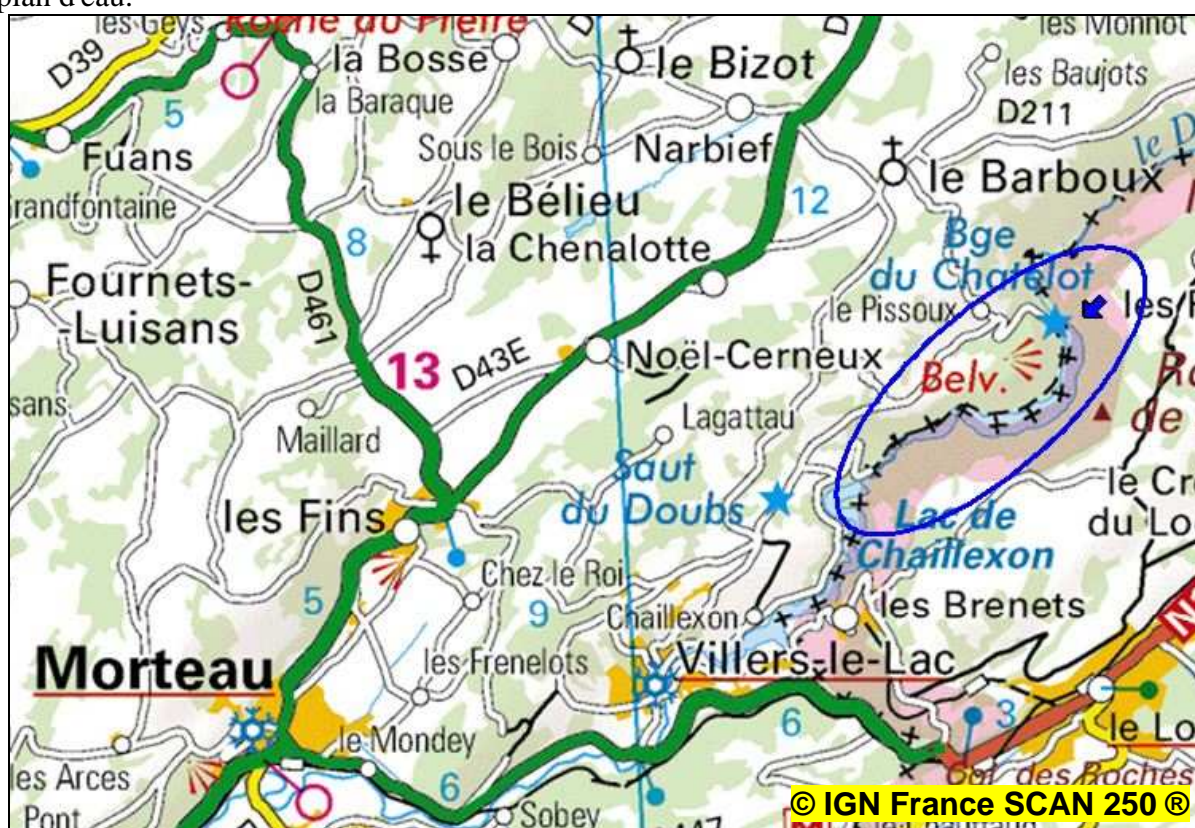 plan d'eau.
les Geys
Roche du Prêtre
les Monnot
D39
la Bosse
le Bizot
les Baujots
la Baraque
D211
5
Fuans
Sous le Bois
Narbief
le D
randfontaine
le Bélieu
le Barboux
12
8
la Chenalotte
Bge
du Chatelot
Fournets-
-Luisans
D461
le Pissoux
13
D43E
Noël-Cerneux
Belv.
de
sans
Maillard
Lagattau
Saut
du Doubs
les Fins
Lac de
Chaillexon
le Cr
du Lo
Chez le Roi
5
9
Chaillexon
les Brenets
Morteau
les Frenelots
Villers-le-Lac
6
3
le Mondey
le Lo
les Arces
6
Col des Roches
Pont
Sobey
© IGN France SCAN 250 ®